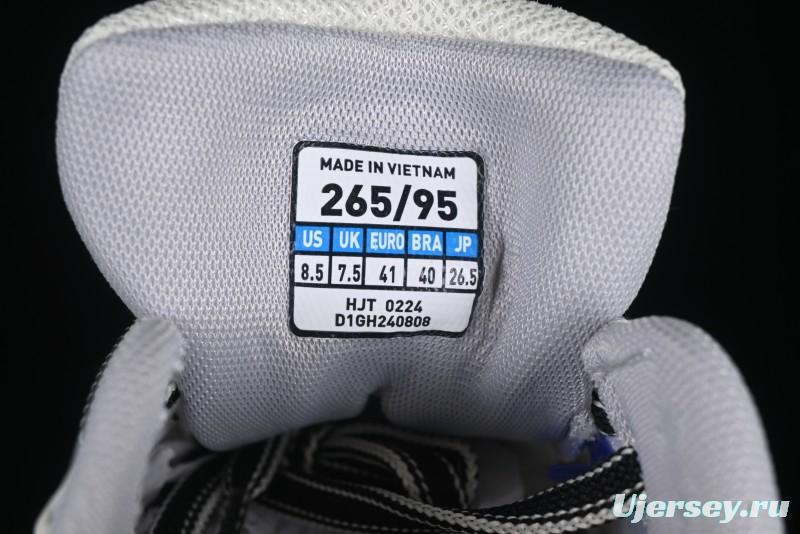 MADE IN VIETNAM
265/95
US UK EURO BRA JP
8.5 7.5 41 40 26.5
HJT 0224
D1GH240808
Ujersey.ru